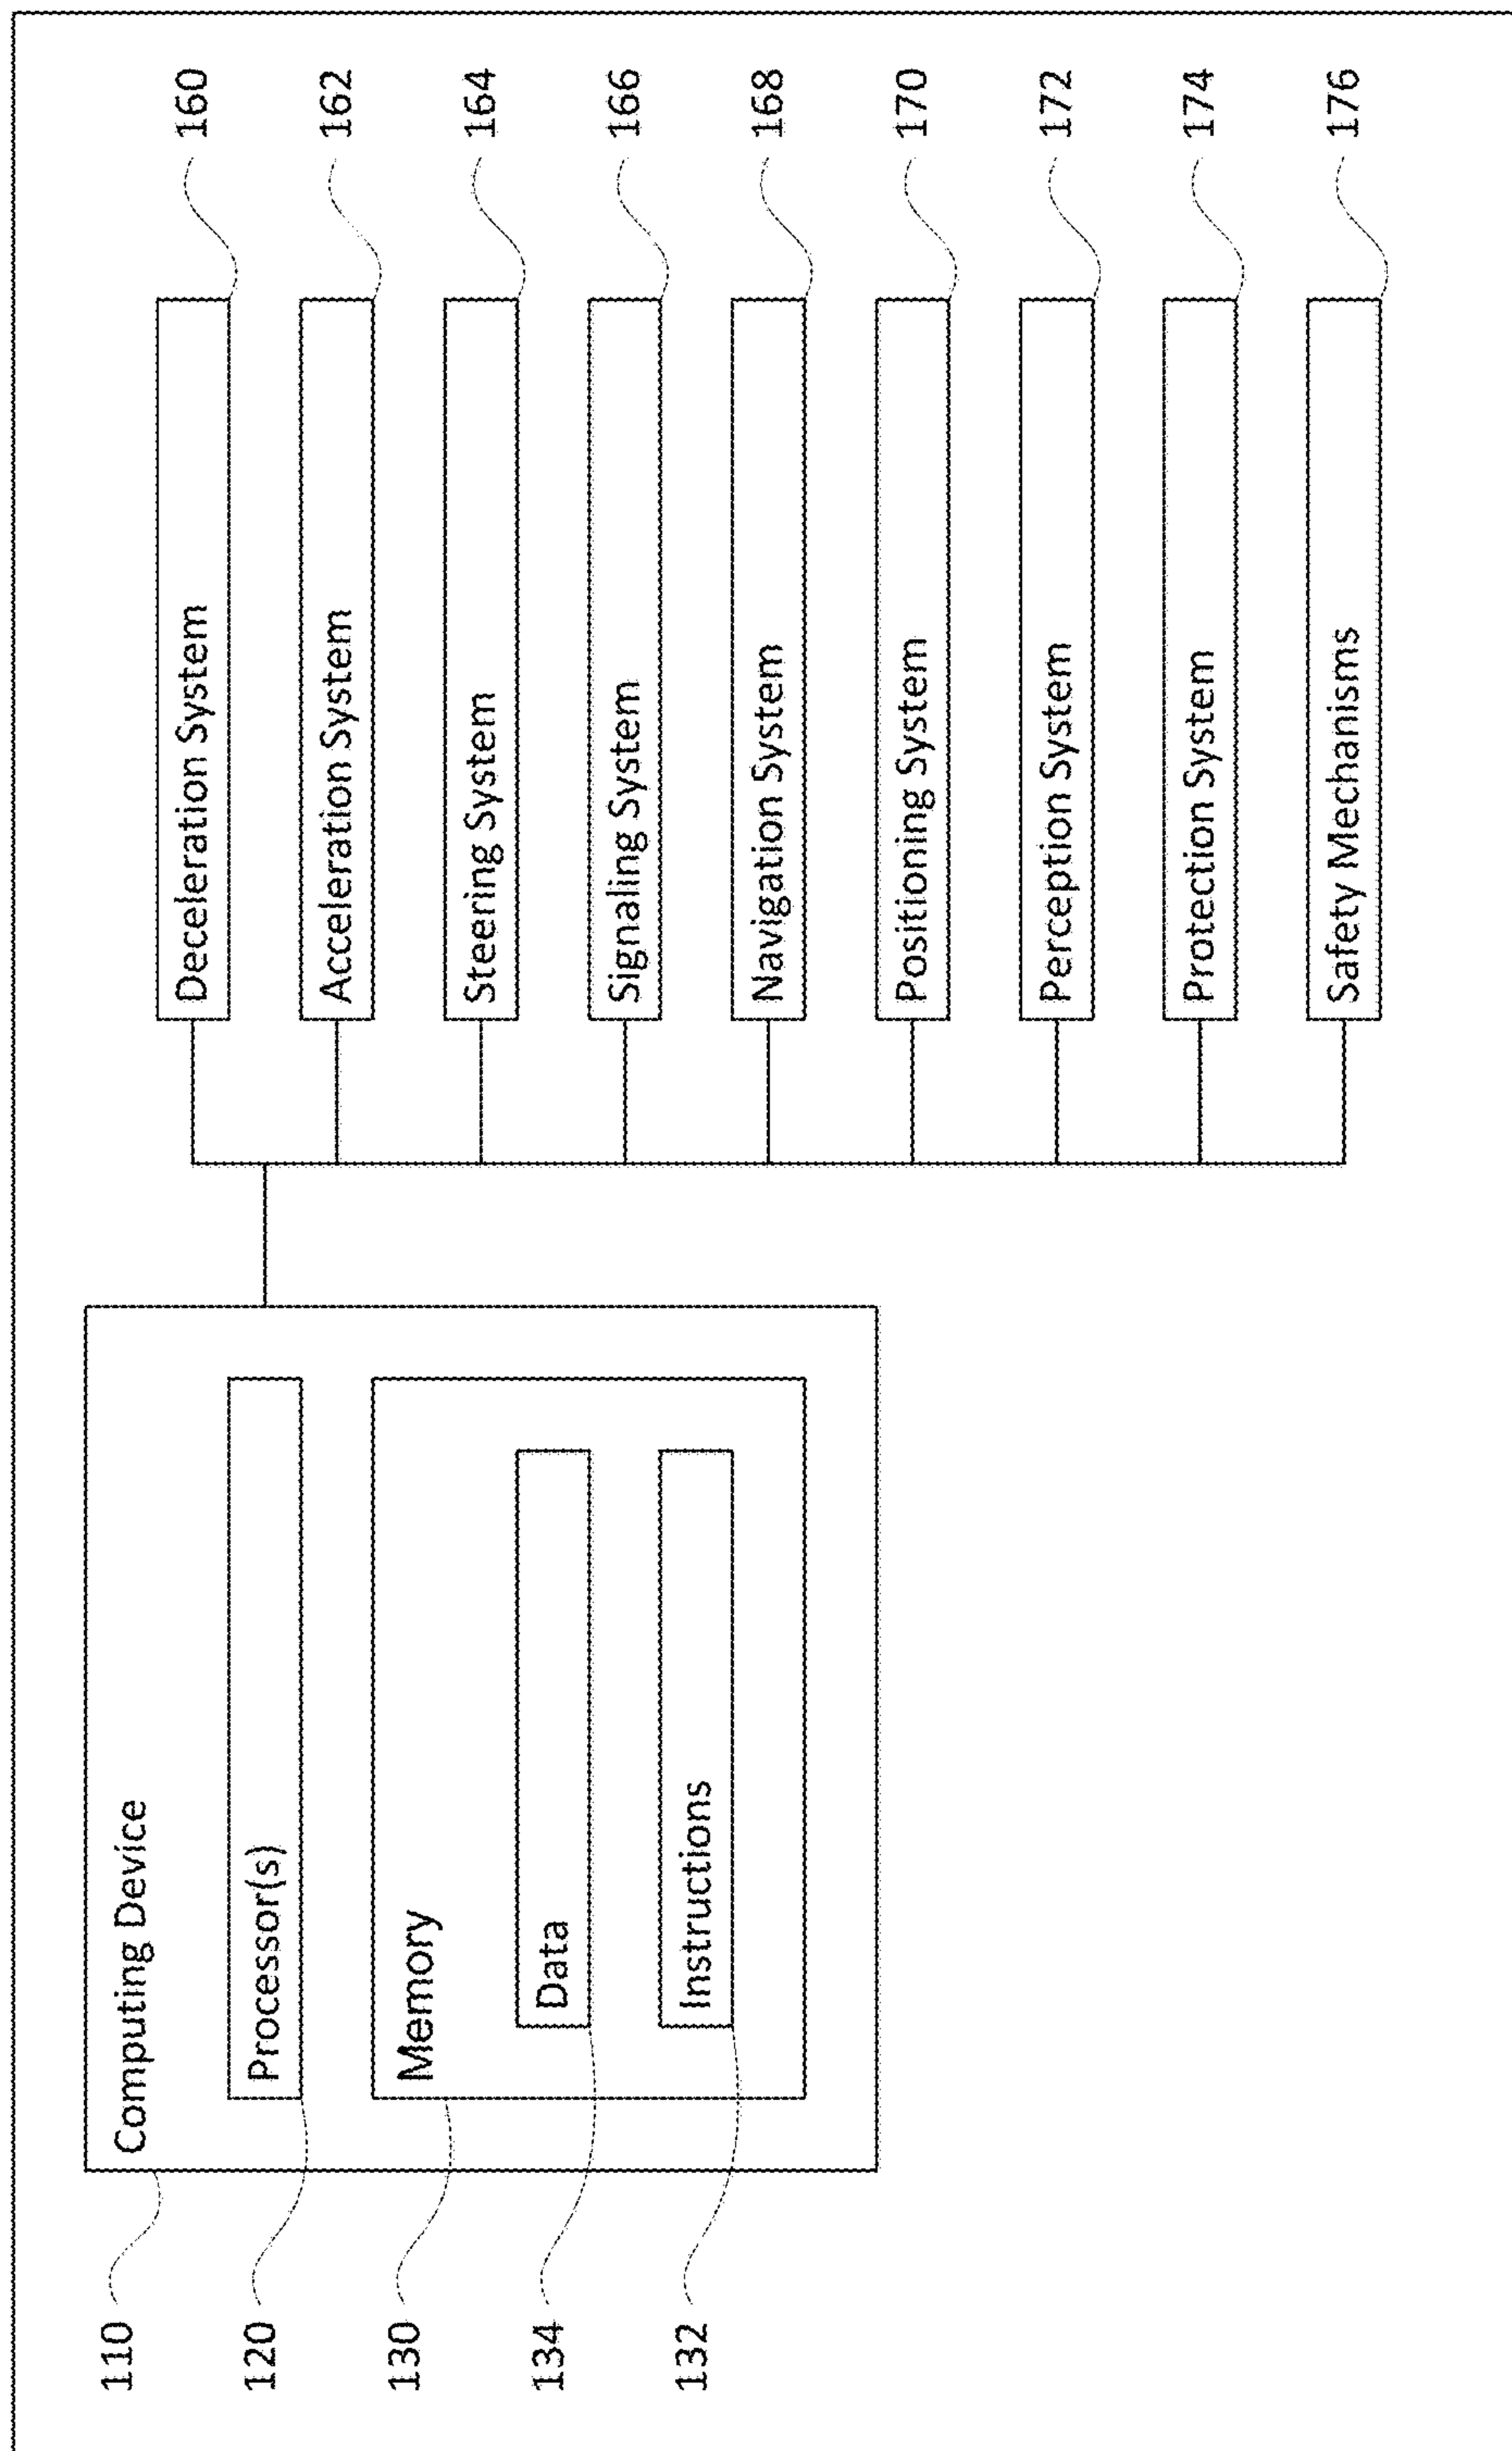 110
Computing Device
120
Processor(s)
130
Memory
134
Data
132
Instructions
Deceleration System
160
Acceleration System
162
Steering System
164
Signaling System
166
Navigation System
168
Positioning System
170
Perception System
172
Protection System
174
Safety Mechanisms
176